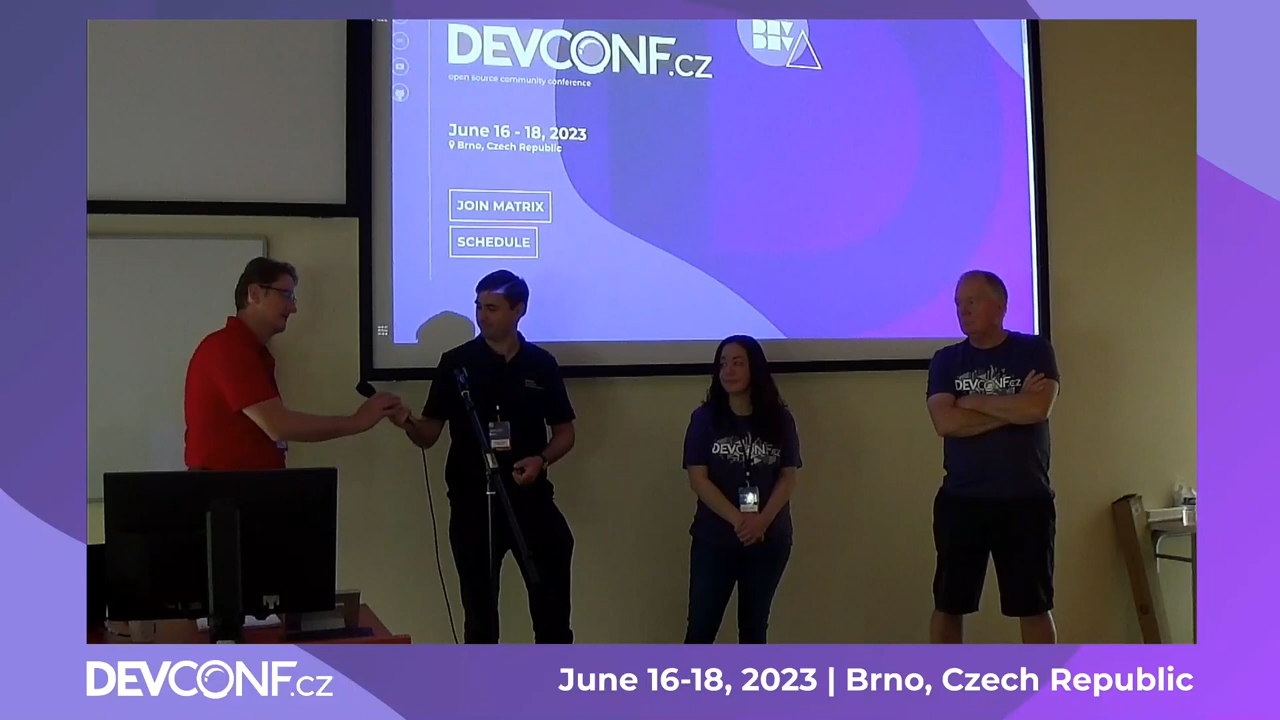 DEVCONF.cz
open source community conference
June 16 - 18, 2023
Brno, Czech Republic
JOIN MATRIX
SCHEDULE
DEVCONF.cz
DEVCONF.cz
DEVCONF.cz
June 16-18, 2023 | Brno, Czech Republic